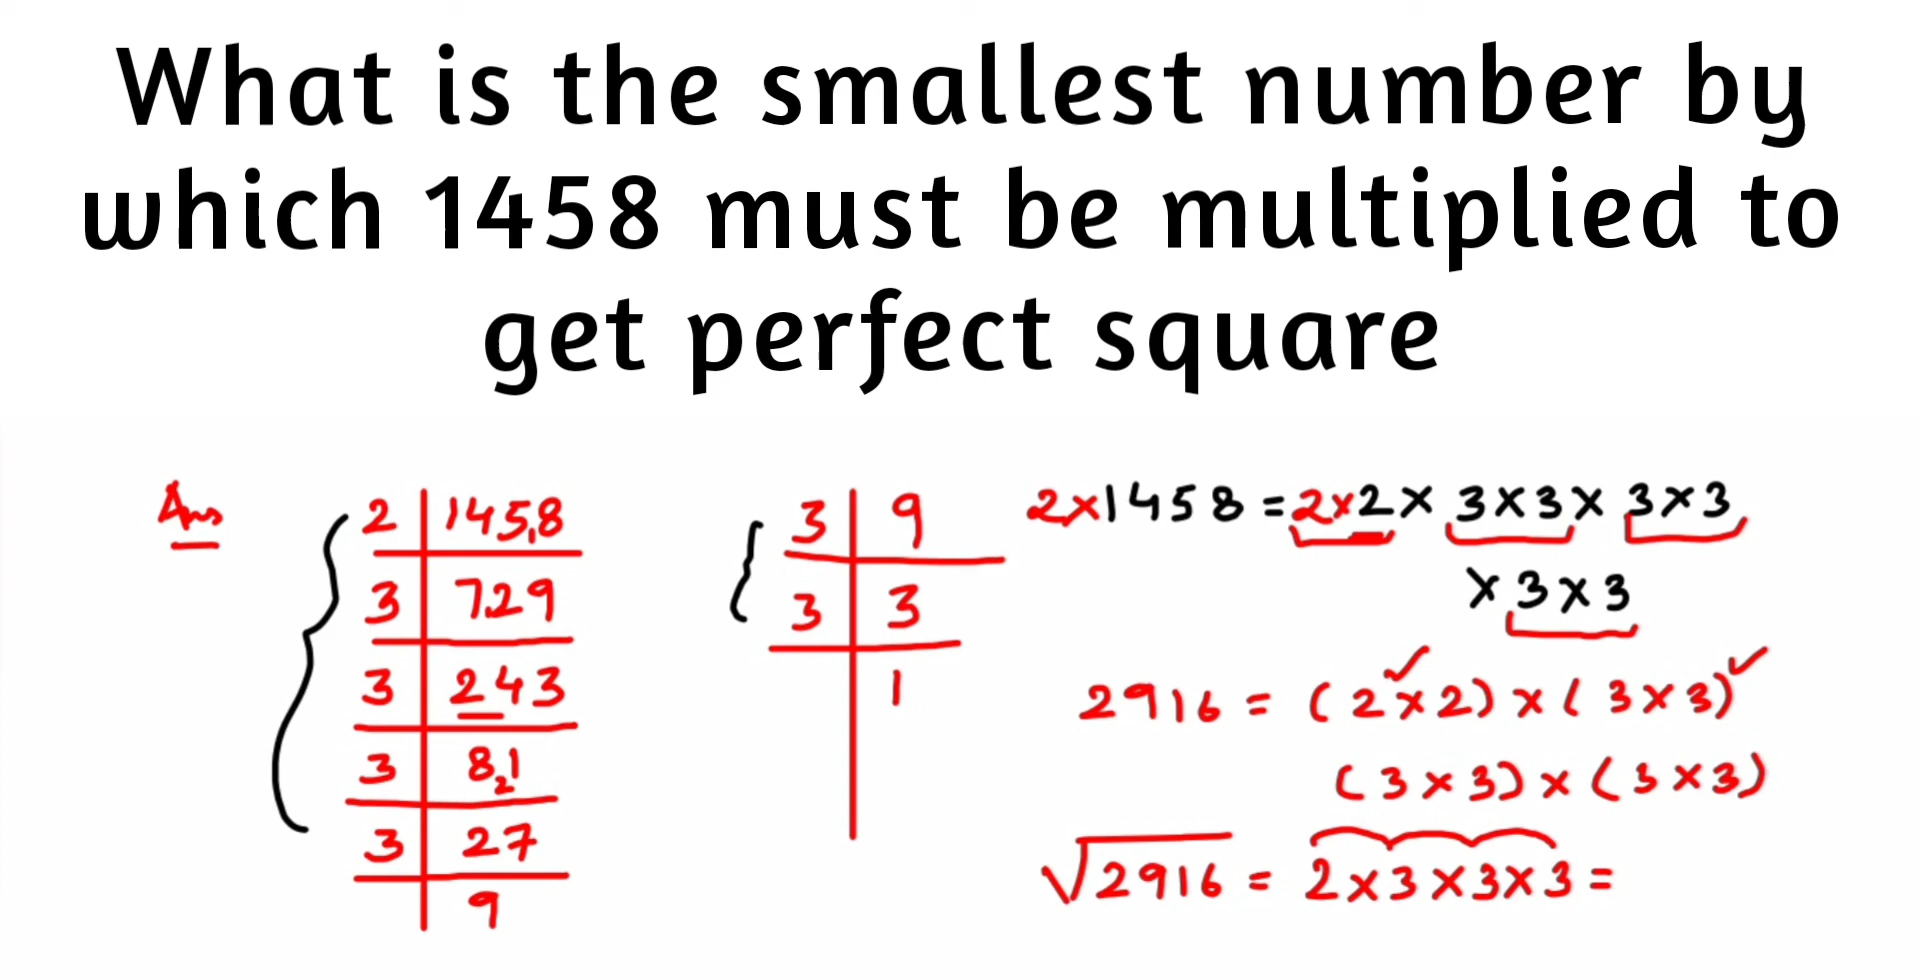 What is the smallest number by
which 1458 must be multiplied to
get perfect square
Ans
2 | 1458
3 | 729
3 | 243
3 | 81
3 | 27
9
3 | 9
3 | 3
1
2×1458 = 2×2× 3×3× 3×3
×3×3
2916 = (2×2)×(3×3)
(3×3)×(3×3)
√2916 = 2×3×3×3=